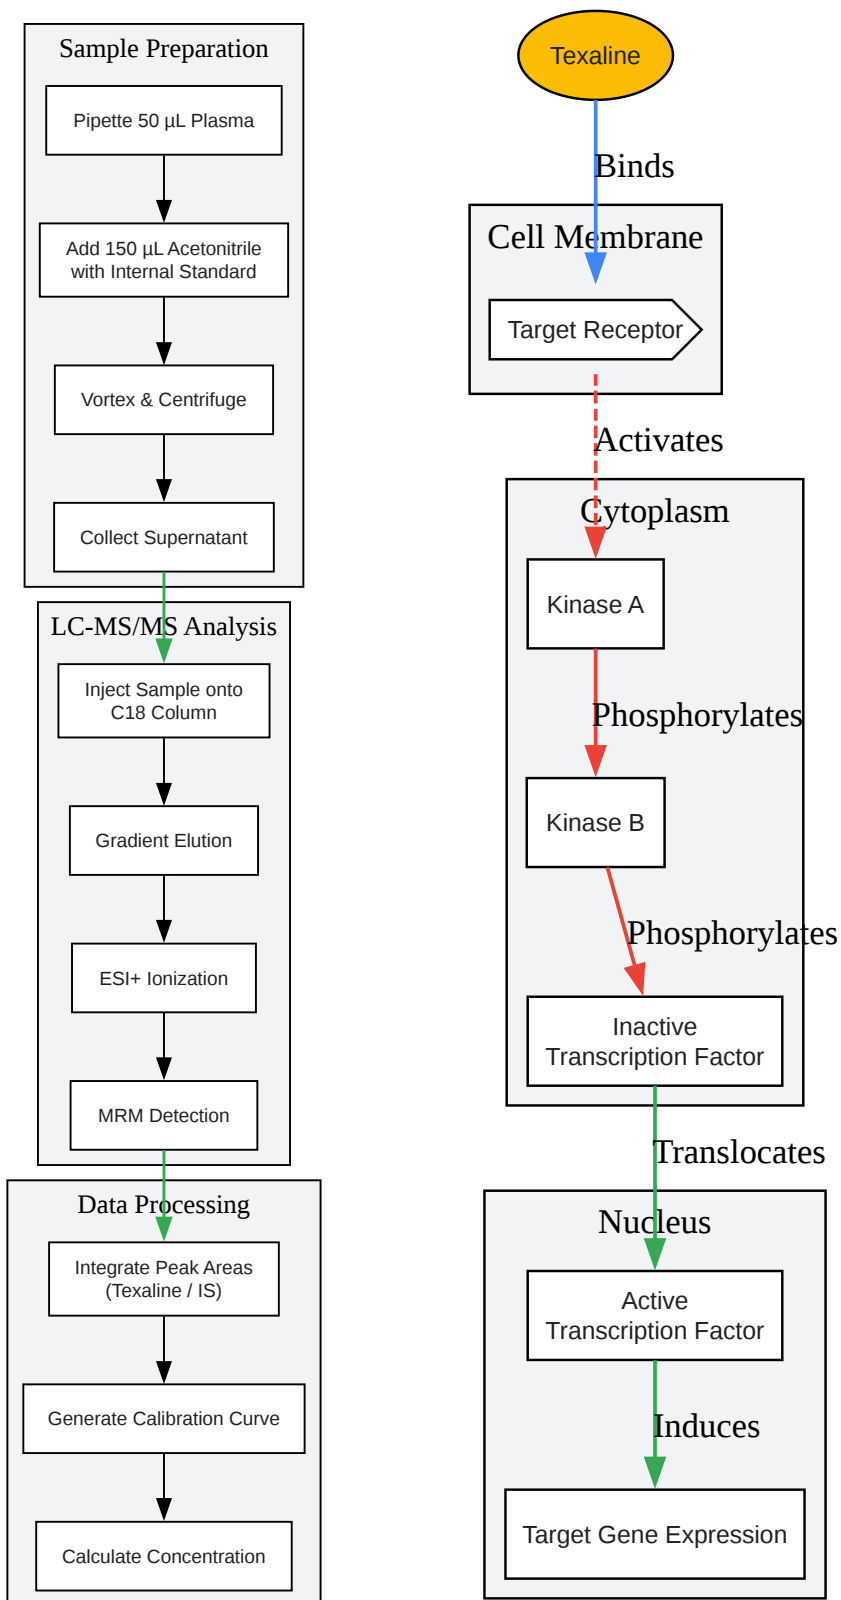 Sample Preparation
Pipette 50 µL Plasma
Add 150 µL Acetonitrile
with Internal Standard
Vortex & Centrifuge
Collect Supernatant
LC-MS/MS Analysis
Inject Sample onto
C18 Column
Gradient Elution
ESI+ Ionization
MRM Detection
Data Processing
Integrate Peak Areas
(Texaline / IS)
Generate Calibration Curve
Calculate Concentration
Texaline
Binds
Cell Membrane
Target Receptor
Activates
Cytoplasm
Kinase A
Phosphorylates
Kinase B
Phosphorylates
Inactive
Transcription Factor
Translocates
Nucleus
Active
Transcription Factor
Induces
Target Gene Expression